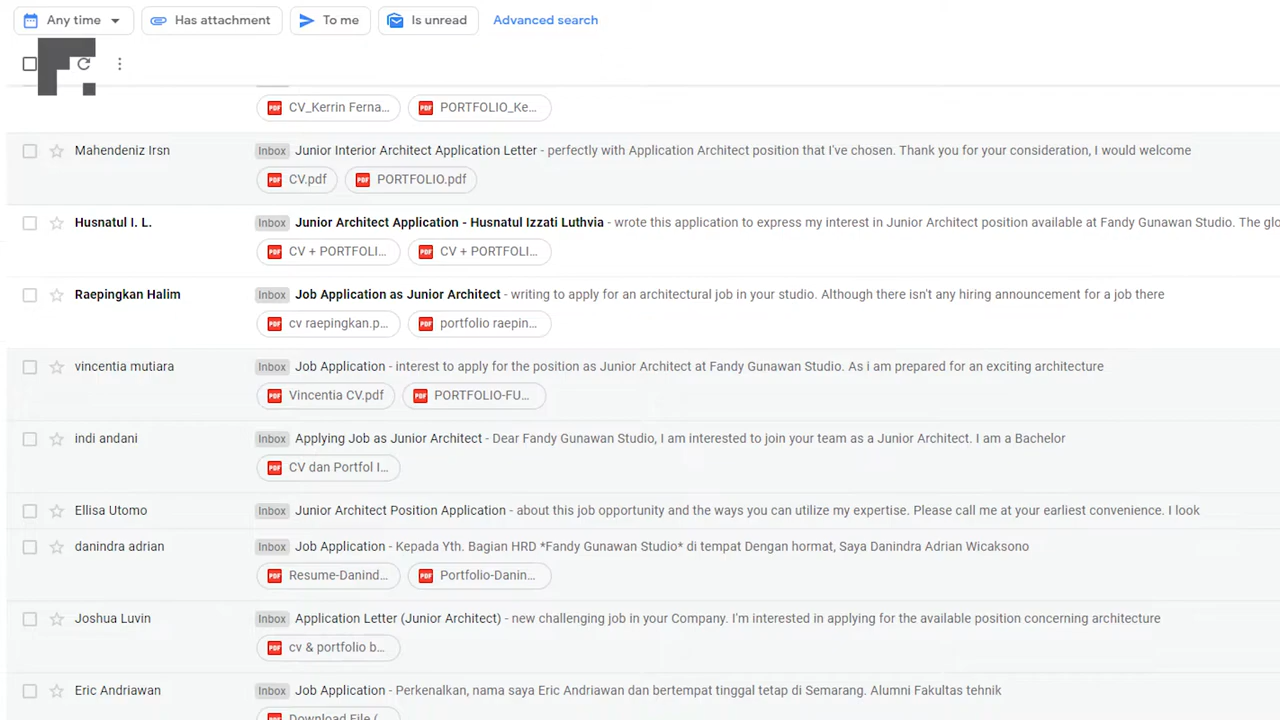 Any time Has attachment To me Is unread Advanced search
CV_Kerrin Ferna... PORTFOLIO_Ke...
Mahendeniz Irsn Inbox Junior Interior Architect Application Letter - perfectly with Application Architect position that I've chosen. Thank you for your consideration, I would welcome
CV.pdf PORTFOLIO.pdf
Husnatul I. L. Inbox Junior Architect Application - Husnatul Izzati Luthvia - wrote this application to express my interest in Junior Architect position available at Fandy Gunawan Studio. The glo
CV + PORTFOLI... CV + PORTFOLI...
Raepingkan Halim Inbox Job Application as Junior Architect - writing to apply for an architectural job in your studio. Although there isn't any hiring announcement for a job there
cv raepingkan.p... portfolio raepin...
vincentia mutiara Inbox Job Application - interest to apply for the position as Junior Architect at Fandy Gunawan Studio. As i am prepared for an exciting architecture
Vincentia CV.pdf PORTFOLIO-FU...
indi andani Inbox Applying Job as Junior Architect - Dear Fandy Gunawan Studio, I am interested to join your team as a Junior Architect. I am a Bachelor
CV dan Portfol I...
Ellisa Utomo Inbox Junior Architect Position Application - about this job opportunity and the ways you can utilize my expertise. Please call me at your earliest convenience. I look
danindra adrian Inbox Job Application - Kepada Yth. Bagian HRD *Fandy Gunawan Studio* di tempat Dengan hormat, Saya Danindra Adrian Wicaksono
Resume-Danind... Portfolio-Danin...
Joshua Luvin Inbox Application Letter (Junior Architect) - new challenging job in your Company. I'm interested in applying for the available position concerning architecture
cv & portfolio b...
Eric Andriawan Inbox Job Application - Perkenalkan, nama saya Eric Andriawan dan bertempat tinggal tetap di Semarang. Alumni Fakultas tehnik
Download File (